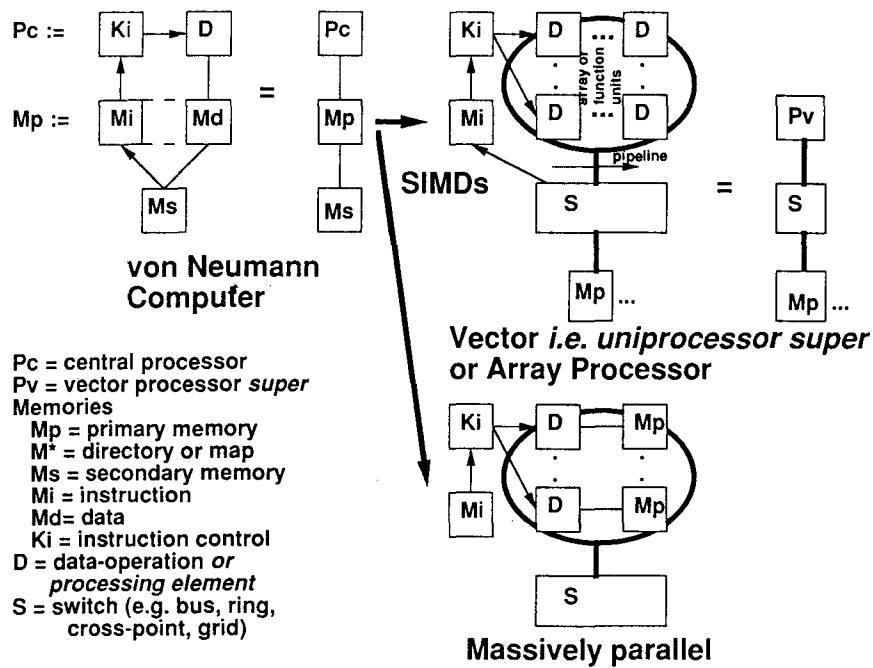 Pc :=
Ki
D
=
Pc
Mp :=
Mi
Md
Mp
Ms
Ms
von Neumann
Computer
SIMDs
Ki
D ... D
. .
array or
function
units
. .
D ... D
Mi
pipeline
S
Mp ...
=
Pv
S
Mp ...
Vector i.e. uniprocessor super
or Array Processor
Ki
D
Mp
. .
. .
Mi
D
Mp
S
Massively parallel
Pc = central processor
Pv = vector processor super
Memories
Mp = primary memory
M* = directory or map
Ms = secondary memory
Mi = instruction
Md= data
Ki = instruction control
D = data-operation or
processing element
S = switch (e.g. bus, ring,
cross-point, grid)